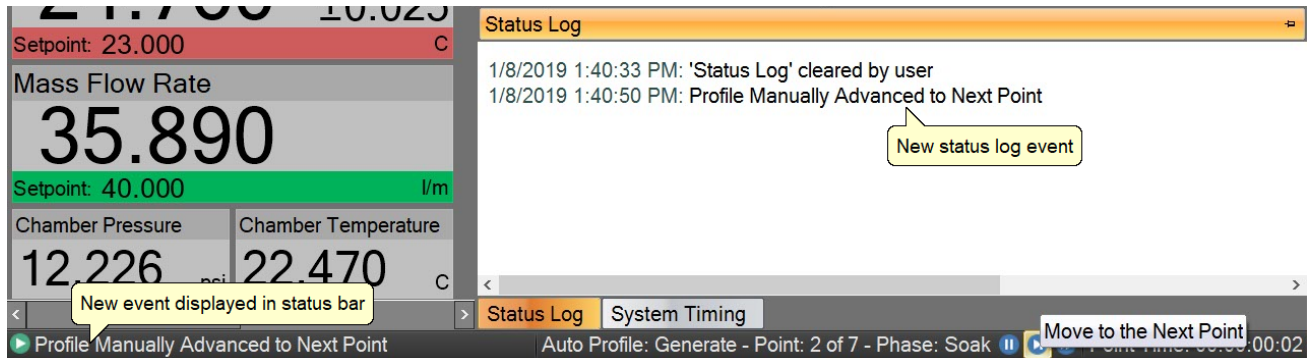 ±0.025
Setpoint: 23.000 C
Mass Flow Rate
35.890
Setpoint: 40.000 l/m
Chamber Pressure
12.226
Chamber Temperature
22.470 C
New event displayed in status bar
Status Log
1/8/2019 1:40:33 PM: 'Status Log' cleared by user
1/8/2019 1:40:50 PM: Profile Manually Advanced to Next Point
New status log event
Status Log
System Timing
Move to the Next Point
Profile Manually Advanced to Next Point
Auto Profile: Generate - Point: 2 of 7 - Phase: Soak
:00:02